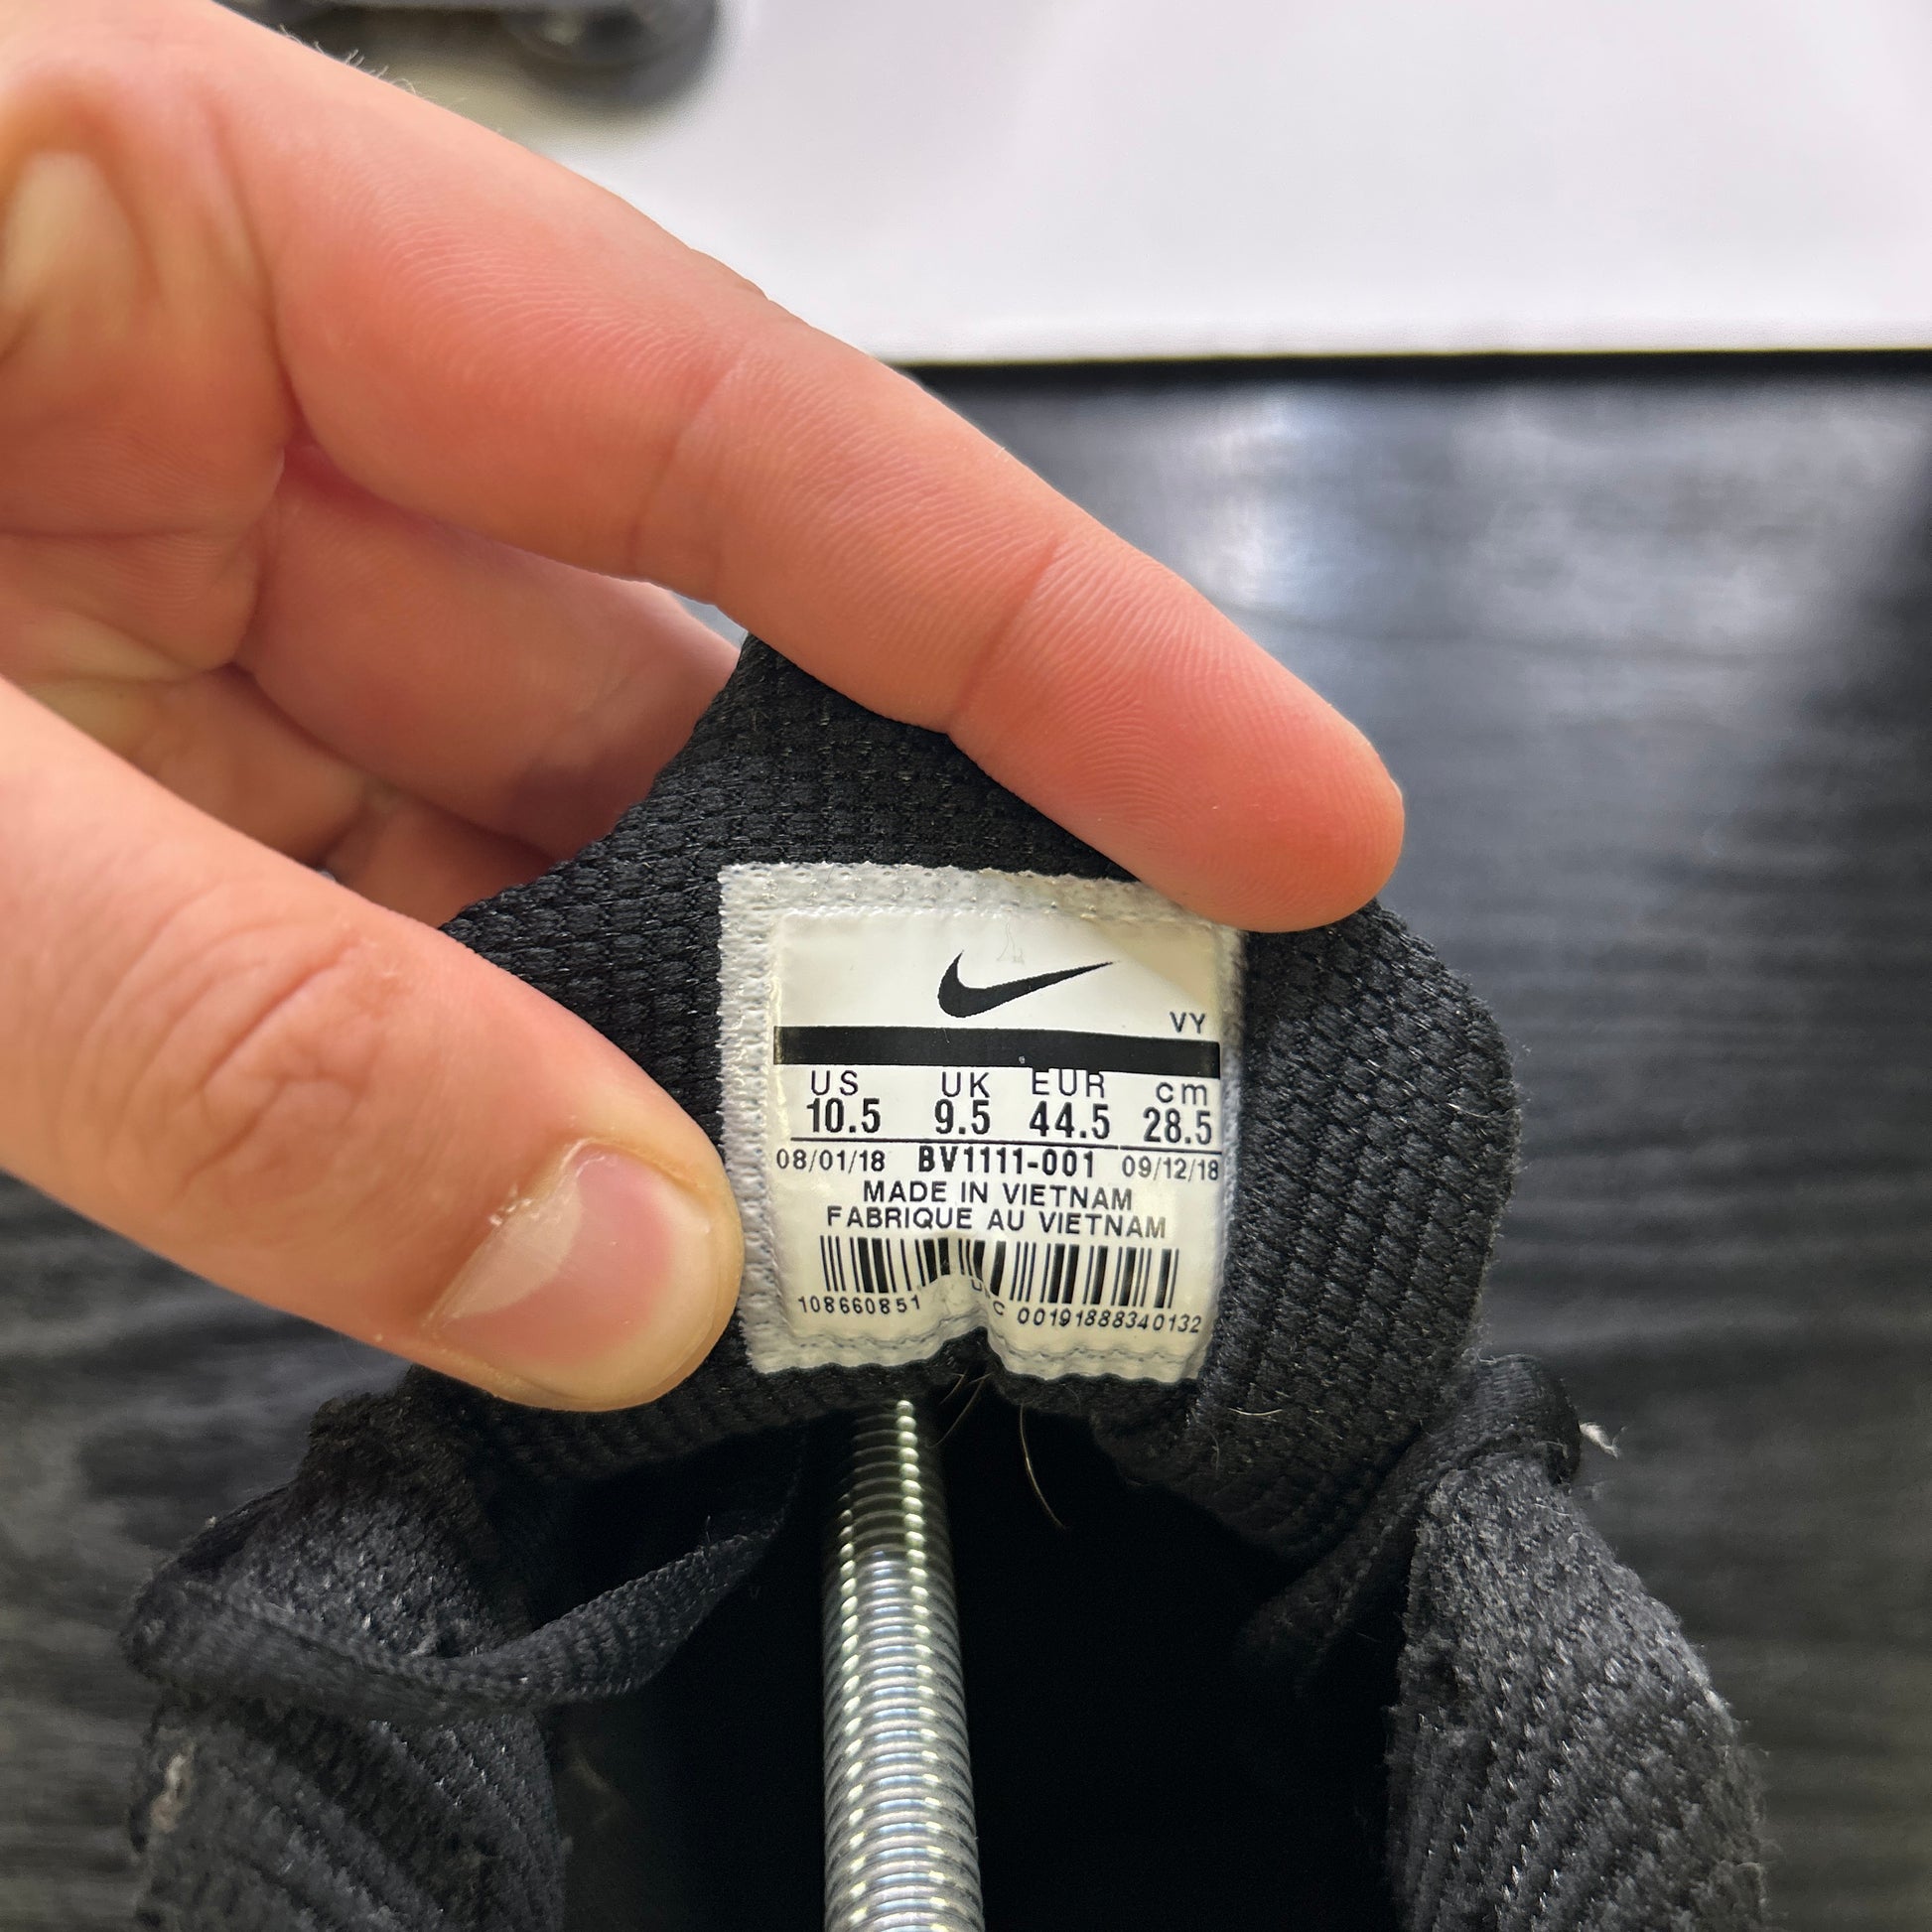 VY
US UK EUR cm
10.5 9.5 44.5 28.5
08/01/18 BV1111-001 09/12/18
MADE IN VIETNAM
FABRIQUE AU VIETNAM
108660851 00191888340132